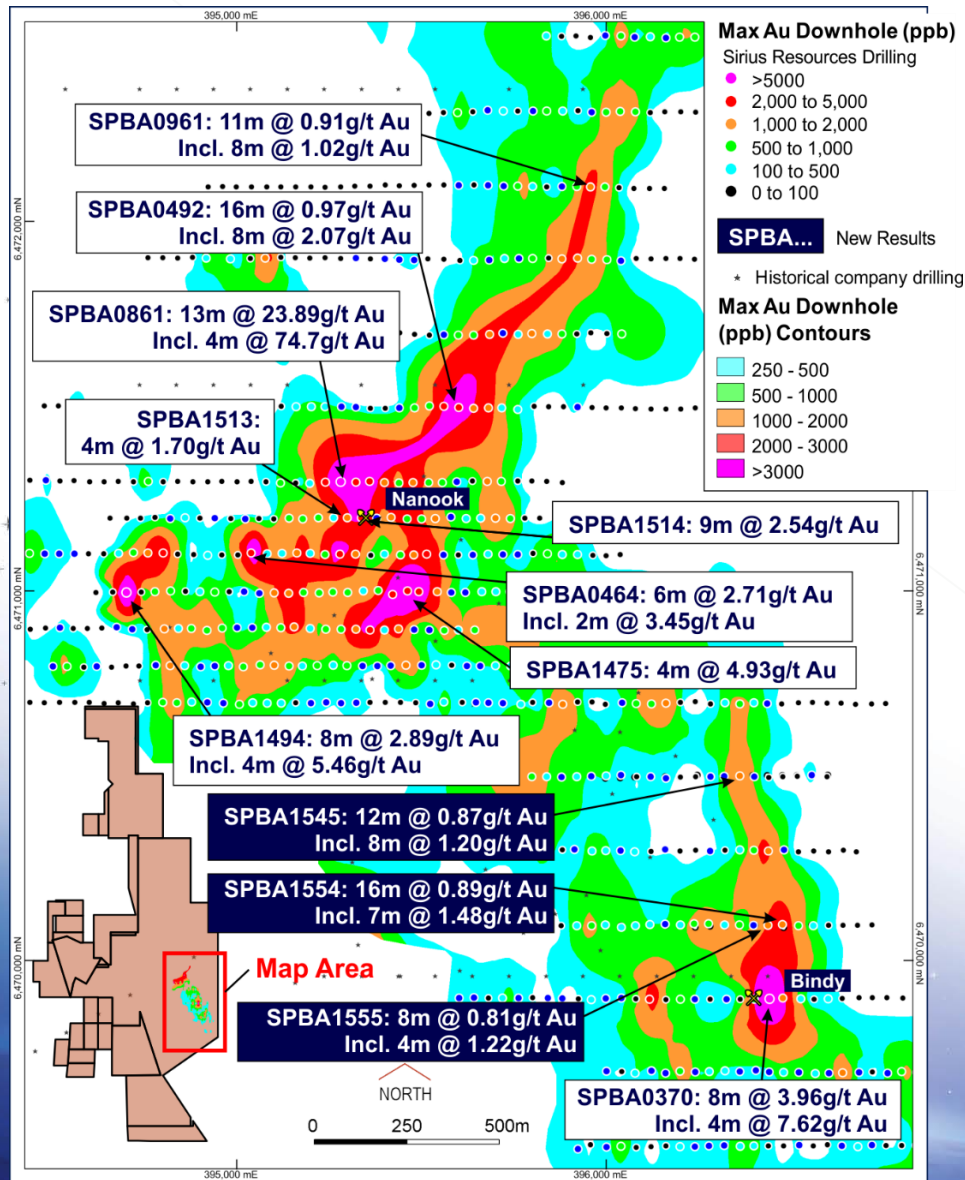 395,000 mE
396,000 mE
Max Au Downhole (ppb)
Sirius Resources Drilling
>5000
2,000 to 5,000
1,000 to 2,000
500 to 1,000
100 to 500
0 to 100
SPBA... New Results
* Historical company drilling
Max Au Downhole
(ppb) Contours
250 - 500
500 - 1000
1000 - 2000
2000 - 3000
>3000
SPBA0961: 11m @ 0.91g/t Au
Incl. 8m @ 1.02g/t Au
SPBA0492: 16m @ 0.97g/t Au
Incl. 8m @ 2.07g/t Au
6,472,000 mN
SPBA0861: 13m @ 23.89g/t Au
Incl. 4m @ 74.7g/t Au
SPBA1513:
4m @ 1.70g/t Au
Nanook
SPBA1514: 9m @ 2.54g/t Au
SPBA0464: 6m @ 2.71g/t Au
Incl. 2m @ 3.45g/t Au
6,471,000 mN
6,471,000 mN
SPBA1475: 4m @ 4.93g/t Au
SPBA1494: 8m @ 2.89g/t Au
Incl. 4m @ 5.46g/t Au
SPBA1545: 12m @ 0.87g/t Au
Incl. 8m @ 1.20g/t Au
SPBA1554: 16m @ 0.89g/t Au
Incl. 7m @ 1.48g/t Au
6,470,000 mN
6,470,000 mN
Map Area
Bindy
SPBA1555: 8m @ 0.81g/t Au
Incl. 4m @ 1.22g/t Au
NORTH
SPBA0370: 8m @ 3.96g/t Au
Incl. 4m @ 7.62g/t Au
0 250 500m
395,000 mE
396,000 mE